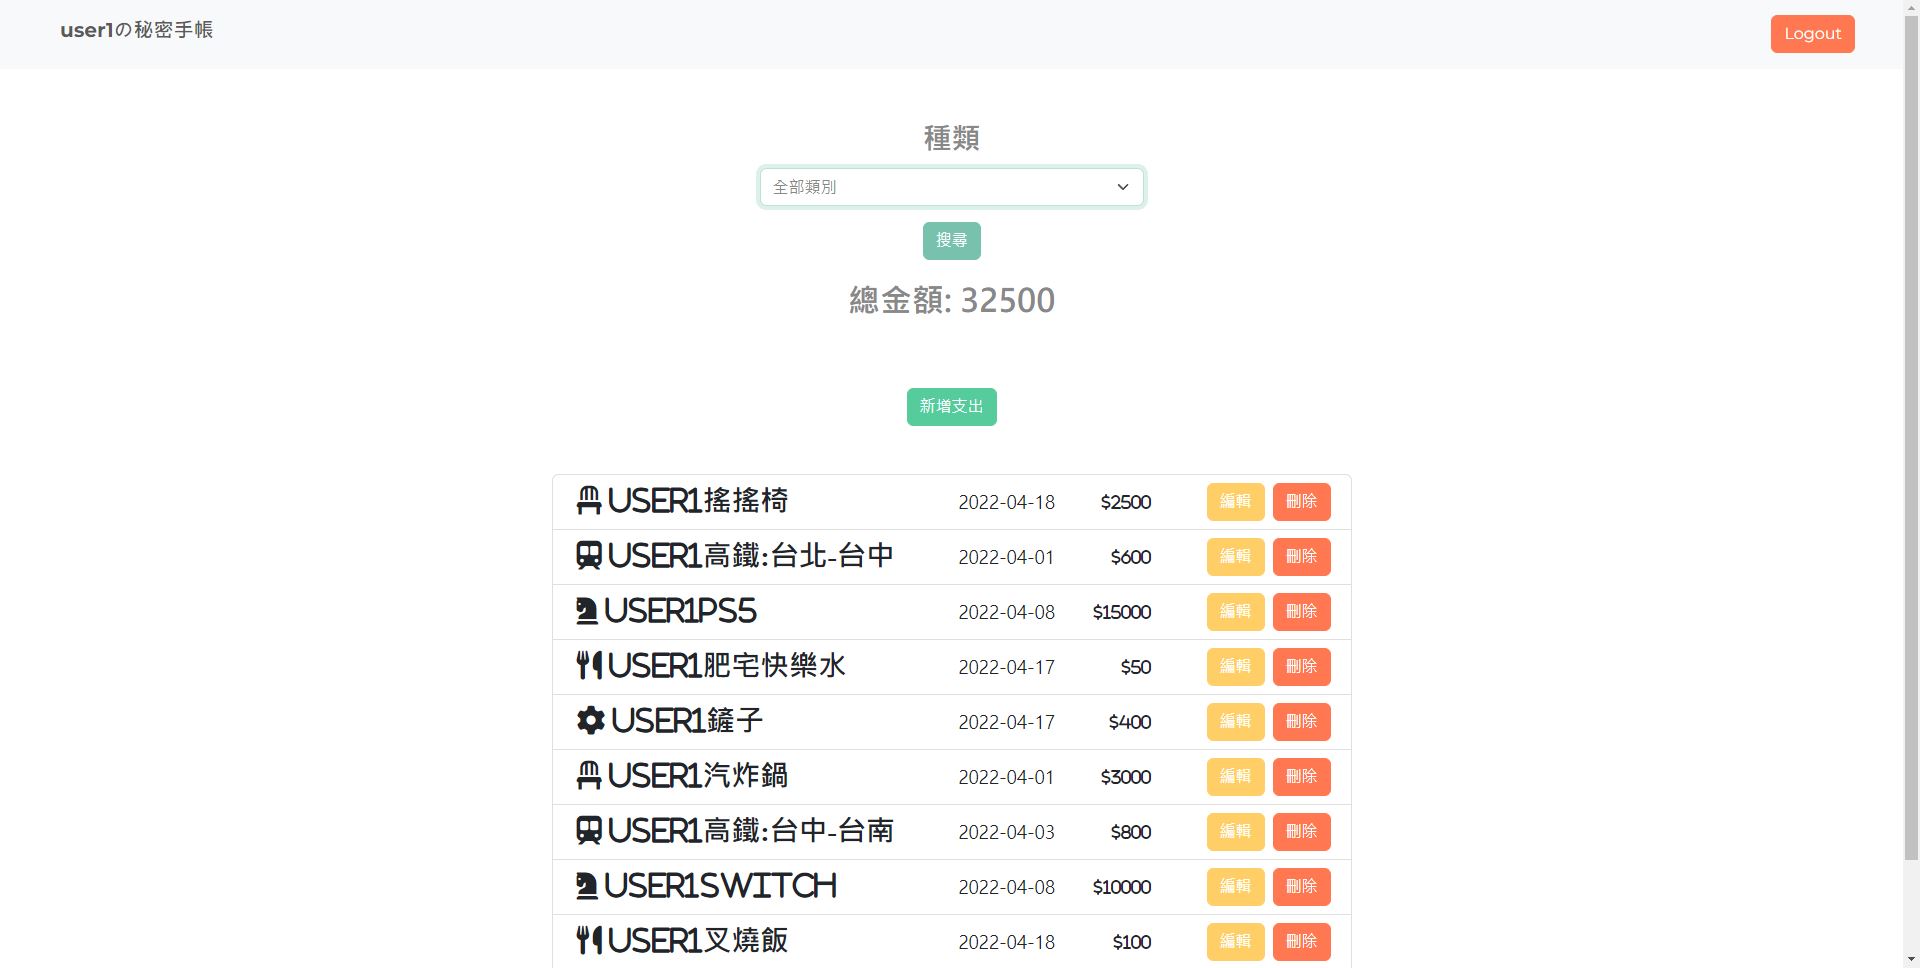 user1の秘密手帳 Logout
種類
全部類別
搜尋
總金額: 32500
新增支出
USER1搖搖椅 2022-04-18 $2500 編輯 刪除
USER1高鐵:台北-台中 2022-04-01 $600 編輯 刪除
USER1PS5 2022-04-08 $15000 編輯 刪除
USER1肥宅快樂水 2022-04-17 $50 編輯 刪除
USER1鏟子 2022-04-17 $400 編輯 刪除
USER1汽炸鍋 2022-04-01 $3000 編輯 刪除
USER1高鐵:台中-台南 2022-04-03 $800 編輯 刪除
USER1SWITCH 2022-04-08 $10000 編輯 刪除
USER1叉燒飯 2022-04-18 $100 編輯 刪除